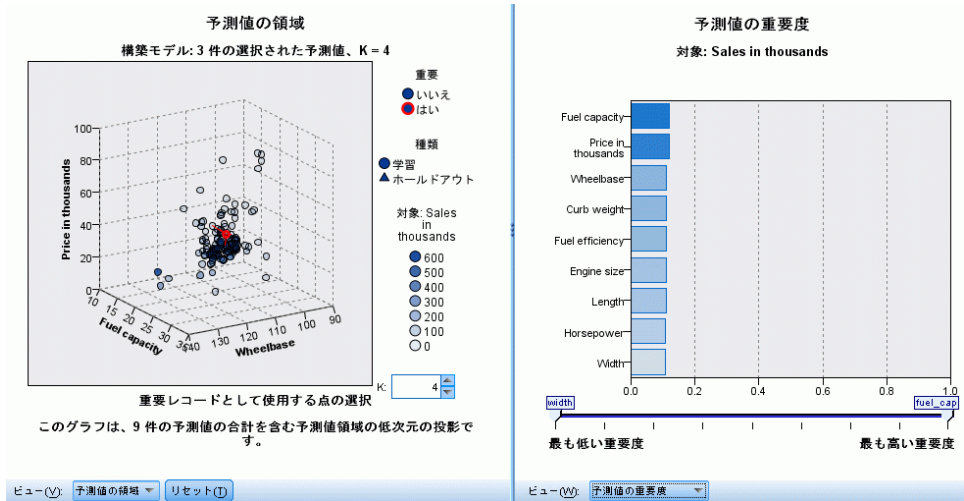 予測値の領域
構築モデル: 3 件の選択された予測値、K = 4
重要
いいえ
はい
種類
学習
ホールドアウト
対象: Sales
in
thousands
600
500
400
300
200
100
0
Price in thousands
100
80
60
40
20
0
10
15
20
25
30
35
Fuel capacity
140
130
120
110
100
90
Wheelbase
K:
4
重要レコードとして使用する点の選択
このグラフは、9 件の予測値の合計を含む予測値領域の低次元の投影で
す。
ビュー(V):
予測値の領域
リセット(T)
予測値の重要度
対象: Sales in thousands
Fuel capacity
Price in
thousands
Wheelbase
Curb weight
Fuel efficiency
Engine size
Length
Horsepower
Width
0.0
0.2
0.4
0.6
0.8
1.0
width
fuel_cap
最も低い重要度
最も高い重要度
ビュー(W):
予測値の重要度